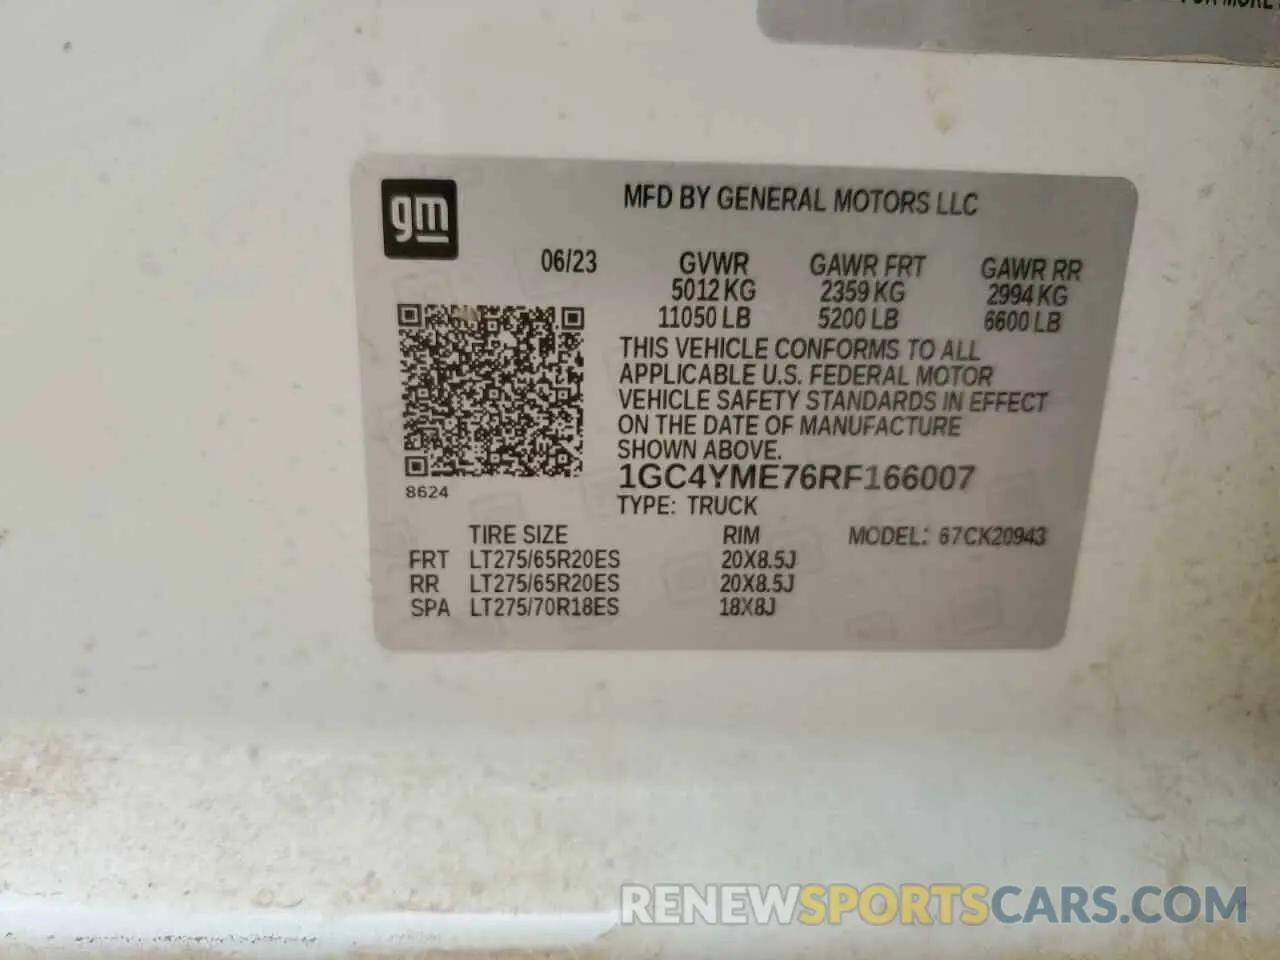 FOR MORE
gm
MFD BY GENERAL MOTORS LLC
06/23 GVWR GAWR FRT GAWR RR
5012 KG 2359 KG 2994 KG
11050 LB 5200 LB 6600 LB
THIS VEHICLE CONFORMS TO ALL
APPLICABLE U.S. FEDERAL MOTOR
VEHICLE SAFETY STANDARDS IN EFFECT
ON THE DATE OF MANUFACTURE
SHOWN ABOVE.
8624 1GC4YME76RF166007
TYPE: TRUCK
TIRE SIZE RIM MODEL: 67CK20943
FRT LT275/65R20ES 20X8.5J
RR LT275/65R20ES 20X8.5J
SPA LT275/70R18ES 18X8J
RENEWSPORTSCARS.COM